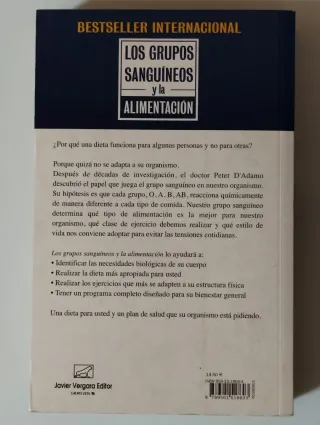 BESTSELLER INTERNACIONAL
LOS GRUPOS
SANGUÍNEOS
y la
ALIMENTACIÓN
¿Por qué una dieta funciona para algunas personas y no para otras?
Porque quizá no se adapta a su organismo.
Después de décadas de investigación, el doctor Peter D'Adamo
descubrió el papel que juega el grupo sanguíneo en nuestro organismo.
Su hipótesis es que cada grupo, O, A, B, AB, reacciona químicamente
de manera diferente a cada tipo de comida. Nuestro grupo sanguíneo
determina qué tipo de alimentación es la mejor para nuestro
organismo, qué clase de ejercicio debemos realizar y qué estilo de
vida nos conviene adoptar para evitar las tensiones cotidianas.
Los grupos sanguíneos y la alimentación lo ayudará a:
• Identificar las necesidades biológicas de su cuerpo
• Realizar la dieta más apropiada para usted
• Realizar los ejercicios que más se adapten a su estructura física
• Tener un programa completo diseñado para su bienestar general
Una dieta para usted y un plan de salud que su organismo está pidiendo.
Javier Vergara Editor